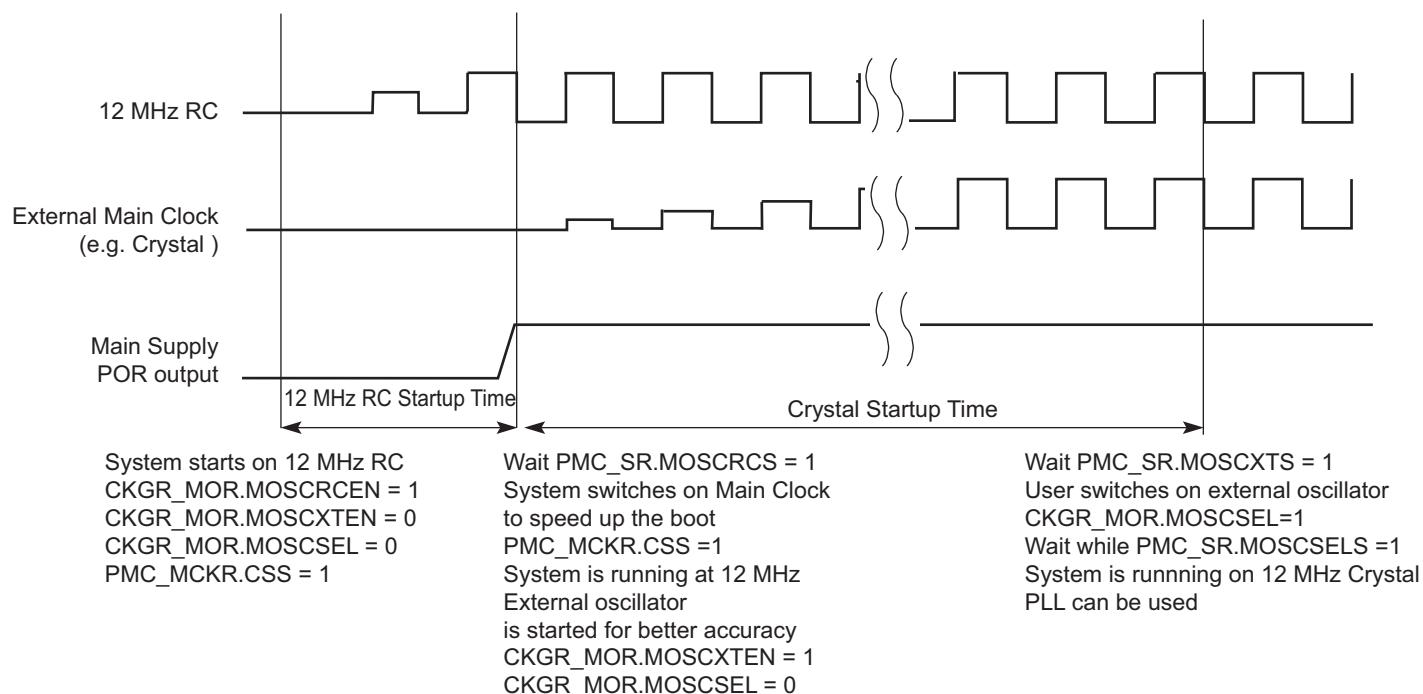 12 MHz RC
External Main Clock
(e.g. Crystal )
Main Supply
POR output
12 MHz RC Startup Time
Crystal Startup Time
System starts on 12 MHz RC
CKGR_MOR.MOSCRCEN = 1
CKGR_MOR.MOSCXTEN = 0
CKGR_MOR.MOSCSEL = 0
PMC_MCKR.CSS = 1
Wait PMC_SR.MOSCRCS = 1
System switches on Main Clock
to speed up the boot
PMC_MCKR.CSS =1
System is running at 12 MHz
External oscillator
is started for better accuracy
CKGR_MOR.MOSCXTEN = 1
CKGR_MOR.MOSCSEL = 0
Wait PMC_SR.MOSCXTS = 1
User switches on external oscillator
CKGR_MOR.MOSCSEL=1
Wait while PMC_SR.MOSCSELS =1
System is runnning on 12 MHz Crystal
PLL can be used